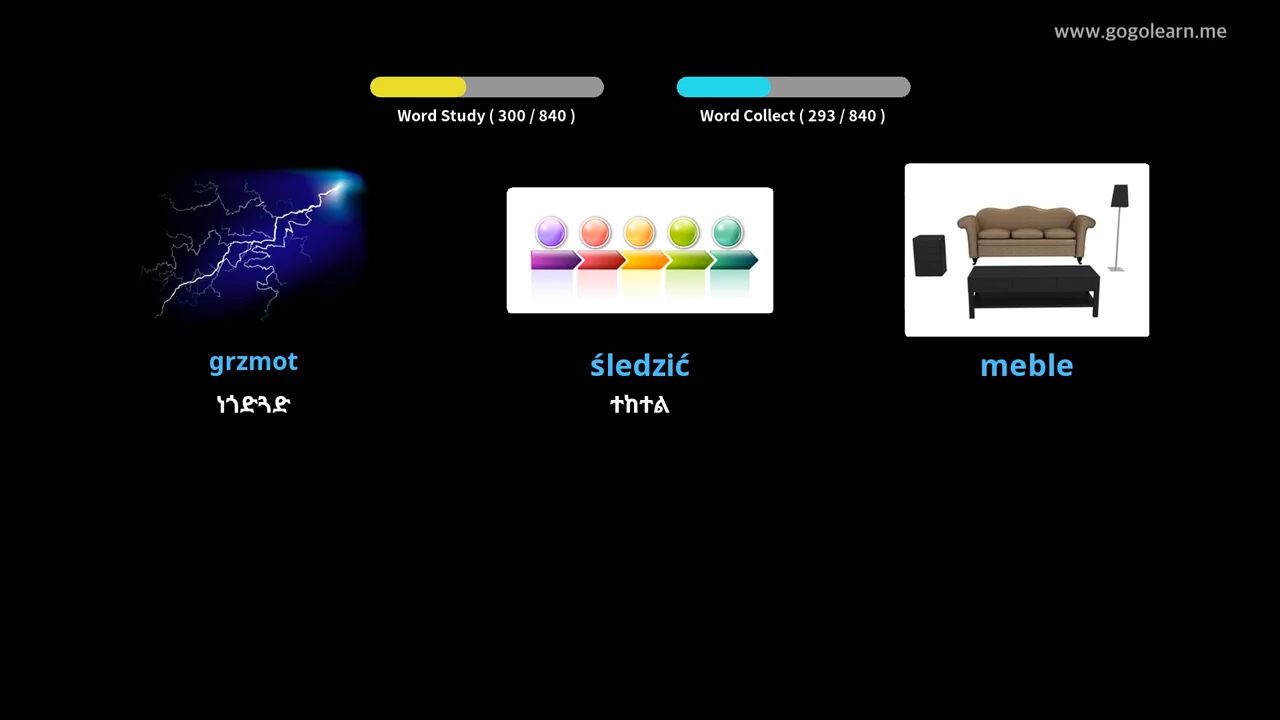 www.gogolearn.me
Word Study ( 300 / 840 )
Word Collect ( 293 / 840 )
grzmot
śledzić
meble
ነጎድጓድ
ተከተል